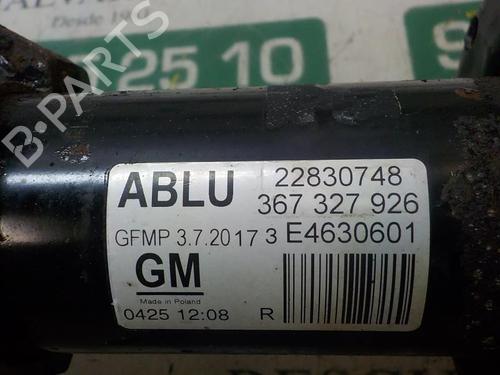 Desde
25 10
B-PARTS
ABLU 22830748
367 327 926
GFMP 3.7.2017 3 E4630601
GM
Made in Poland
0425 12:08 R